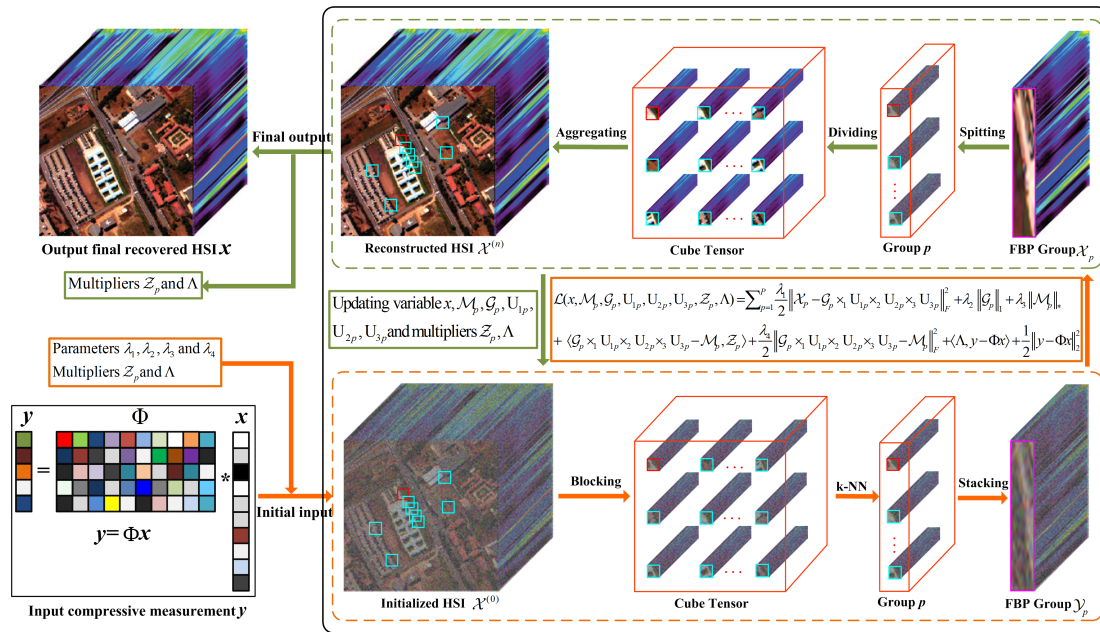 Final output
Aggregating
Dividing
Spitting
Output final recovered HSI x
Reconstructed HSI 𝒳^(n)
Cube Tensor
Group p
FBP Group 𝒳_p
Multipliers 𝒵_p and Λ
Updating variable x, ℳ_p, 𝒢_p, U_1p,
U_2p, U_3p and multipliers 𝒵_p, Λ
ℒ(x, ℳ_p, 𝒢_p, U_1p, U_2p, U_3p, 𝒵_p, Λ) = ∑_{p=1}^{P} λ_1/2 ‖𝒳_p − 𝒢_p ×_1 U_1p ×_2 U_2p ×_3 U_3p‖_F^2 + λ_2 ‖𝒢_p‖_1 + λ_3 ‖ℳ_p‖_*
+ ⟨𝒢_p ×_1 U_1p ×_2 U_2p ×_3 U_3p − ℳ_p, 𝒵_p⟩ + λ_4/2 ‖𝒢_p ×_1 U_1p ×_2 U_2p ×_3 U_3p − ℳ_p‖_F^2 + ⟨Λ, y − Φx⟩ + 1/2 ‖y − Φx‖_2^2
Parameters λ_1, λ_2, λ_3 and λ_4
Multipliers 𝒵_p and Λ
y Φ x
= *
y = Φx
Input compressive measurement y
Initial input
Blocking
k-NN
Stacking
Initialized HSI 𝒳^(0)
Cube Tensor
Group p
FBP Group 𝒴_p